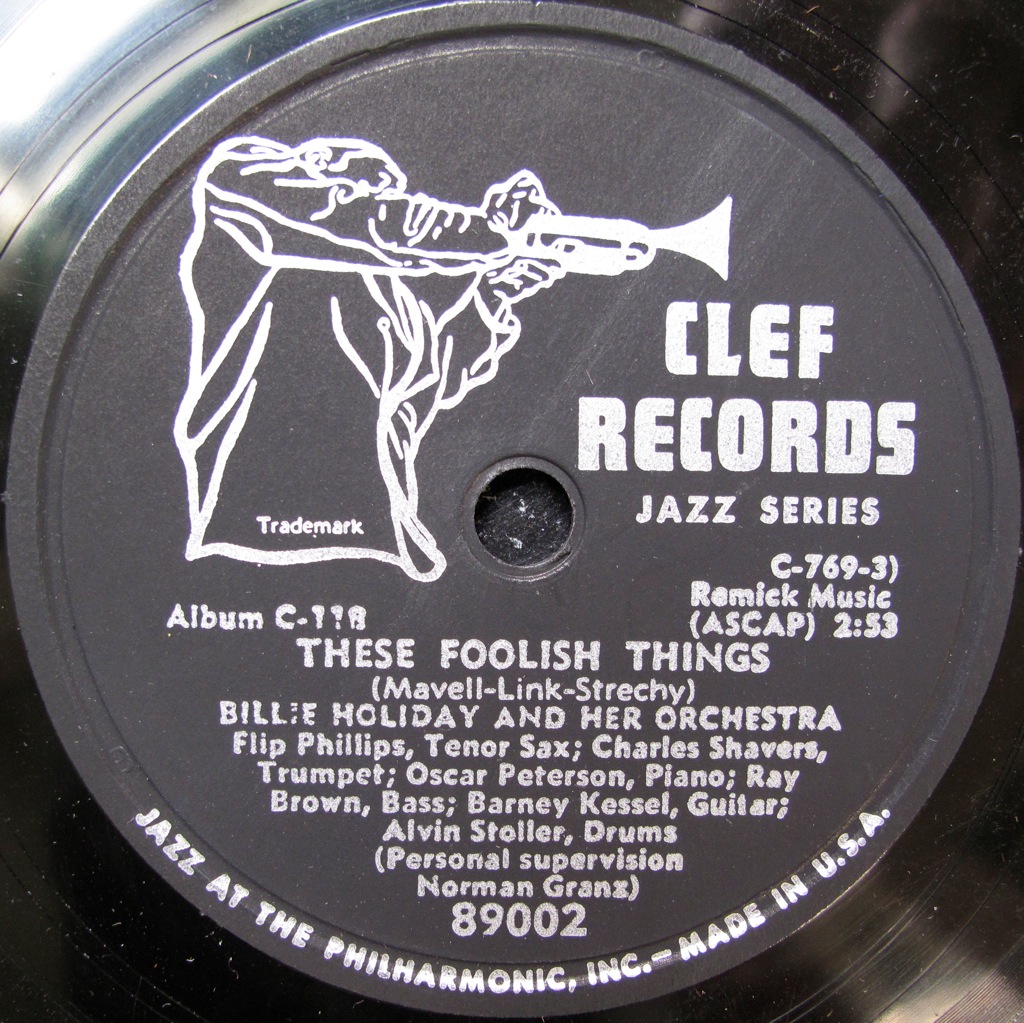 CLEF
RECORDS
JAZZ SERIES
Trademark
C-769-3)
Remick Music
(ASCAP) 2:53
Album C-118
THESE FOOLISH THINGS
(Mavell-Link-Strechy)
BILLIE HOLIDAY AND HER ORCHESTRA
Flip Phillips, Tenor Sax; Charles Shavers,
Trumpet; Oscar Peterson, Piano; Ray
Brown, Bass; Barney Kessel, Guitar;
Alvin Stoller, Drums
(Personal supervision
Norman Granz)
89002
JAZZ AT THE PHILHARMONIC, INC.—MADE IN U.S.A.